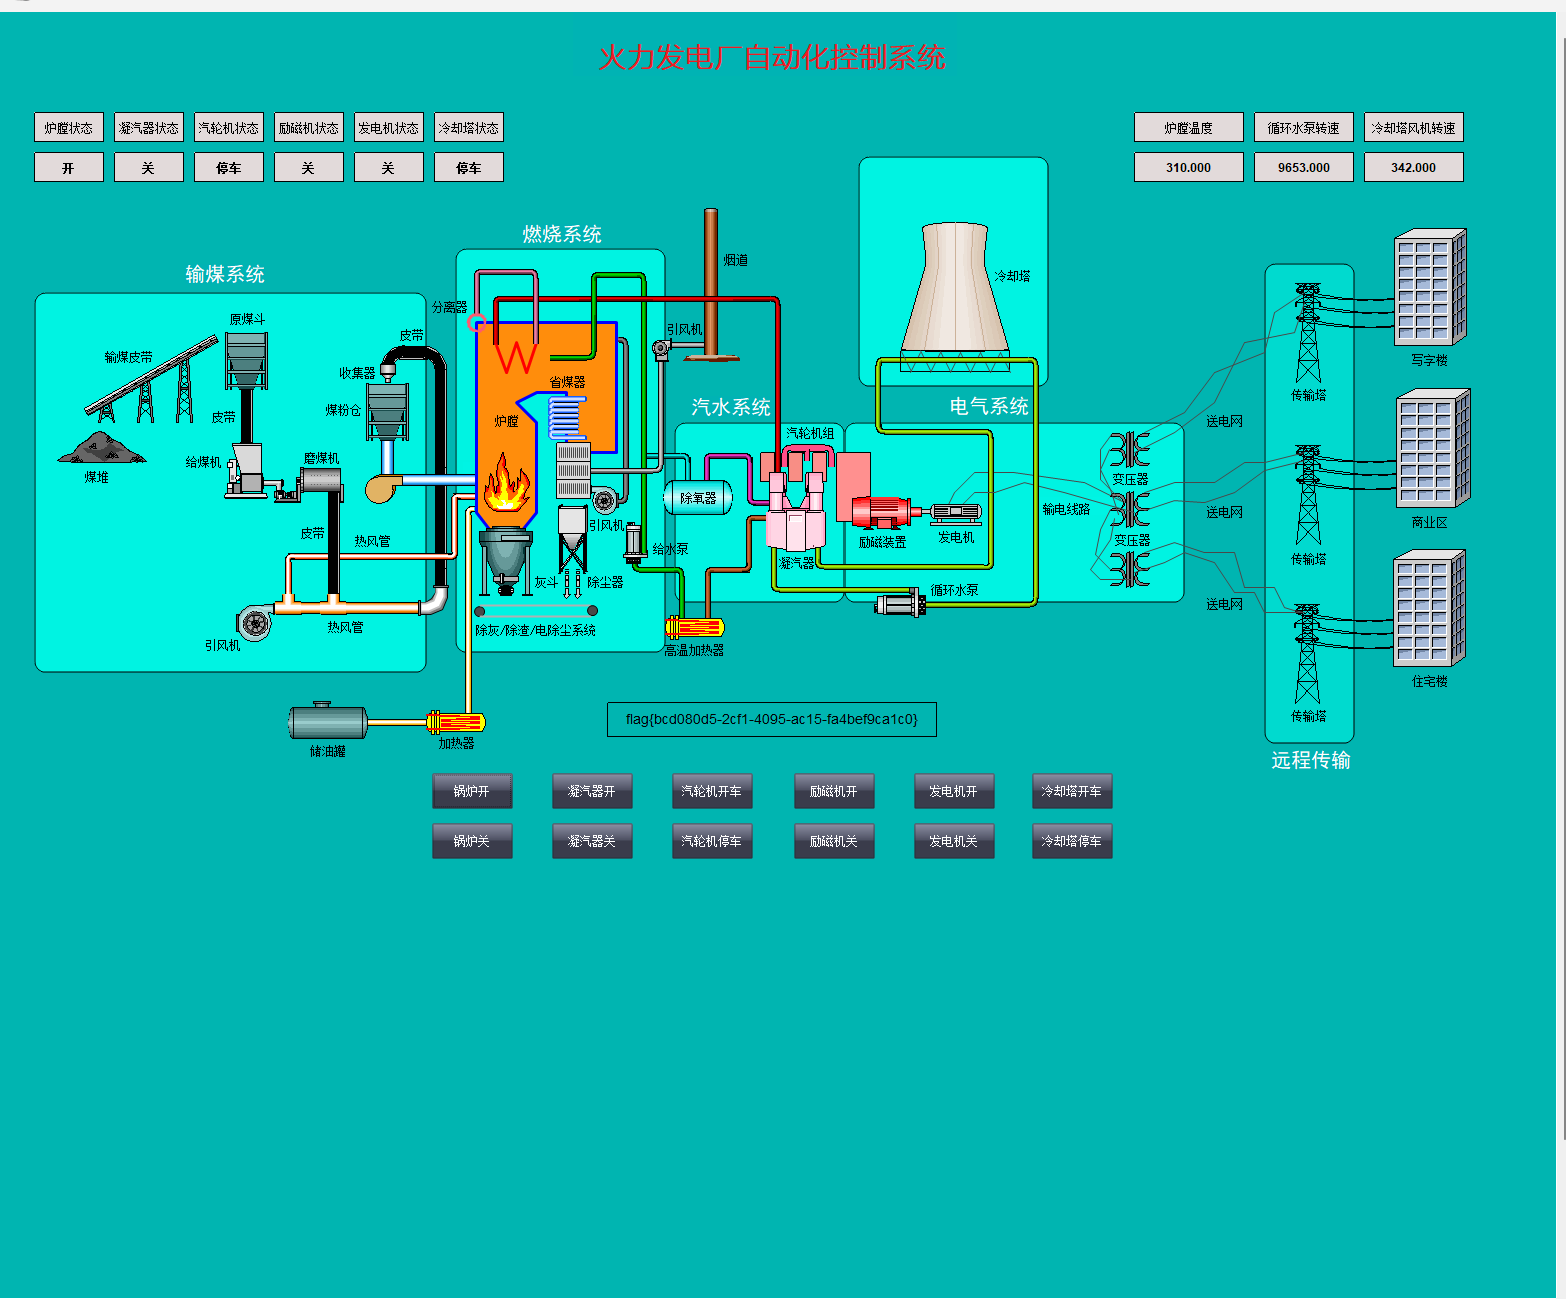 火力发电厂自动化控制系统
炉膛状态 凝汽器状态 汽轮机状态 励磁机状态 发电机状态 冷却塔状态
开 关 停车 关 关 停车
炉膛温度 循环水泵转速 冷却塔风机转速
310.000 9653.000 342.000
输煤系统
燃烧系统
汽水系统
电气系统
远程传输
原煤斗
输煤皮带
皮带
煤堆
给煤机
磨煤机
皮带
收集器
煤粉仓
皮带
热风管
热风管
引风机
分离器
炉膛
省煤器
引风机
灰斗
除尘器
除灰/除渣/电除尘系统
给水泵
烟道
引风机
除氧器
高温加热器
储油罐
加热器
汽轮机组
凝汽器
励磁装置
发电机
循环水泵
冷却塔
输电线路
变压器
变压器
送电网
送电网
送电网
传输塔
传输塔
传输塔
写字楼
商业区
住宅楼
flag{bcd080d5-2cf1-4095-ac15-fa4bef9ca1c0}
锅炉开 凝汽器开 汽轮机开车 励磁机开 发电机开 冷却塔开车
锅炉关 凝汽器关 汽轮机停车 励磁机关 发电机关 冷却塔停车